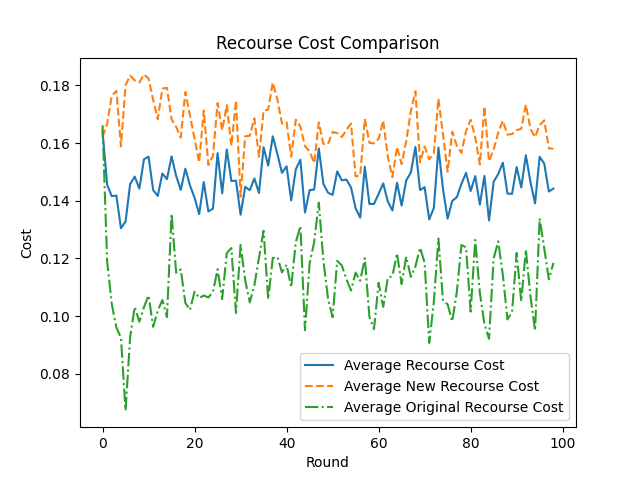 Recourse Cost Comparison
Cost
0.18
0.16
0.14
0.12
0.10
0.08
Average Recourse Cost
Average New Recourse Cost
Average Original Recourse Cost
0
20
40
60
80
100
Round